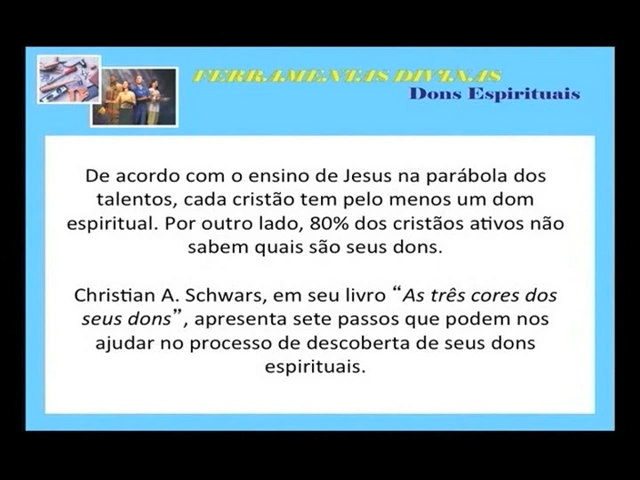 FERRAMENTAS DIVINAS
Dons Espirituais
De acordo com o ensino de Jesus na parábola dos
talentos, cada cristão tem pelo menos um dom
espiritual. Por outro lado, 80% dos cristãos ativos não
sabem quais são seus dons.
Christian A. Schwars, em seu livro “As três cores dos
seus dons”, apresenta sete passos que podem nos
ajudar no processo de descoberta de seus dons
espirituais.